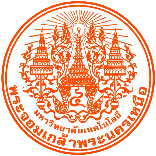 ๔
มหาวิทยาลัยเทคโนโลยี
พระจอมเกล้าพระนครเหนือ